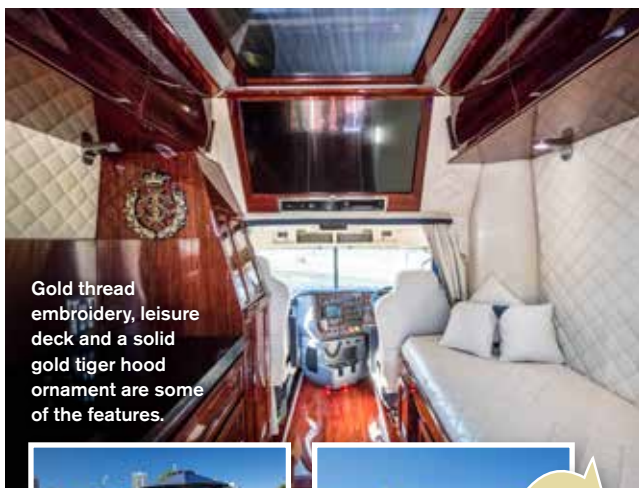 Gold thread
embroidery, leisure
deck and a solid
gold tiger hood
ornament are some
of the features.